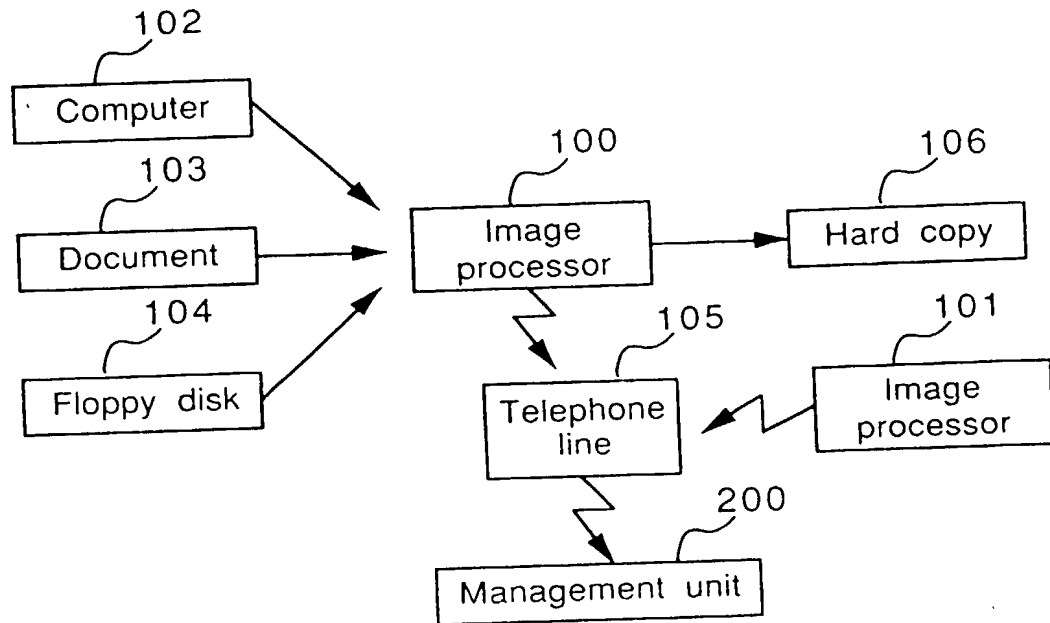 102
Computer
103
Document
104
Floppy disk
100
Image
processor
106
Hard copy
105
Telephone
line
101
Image
processor
200
Management unit